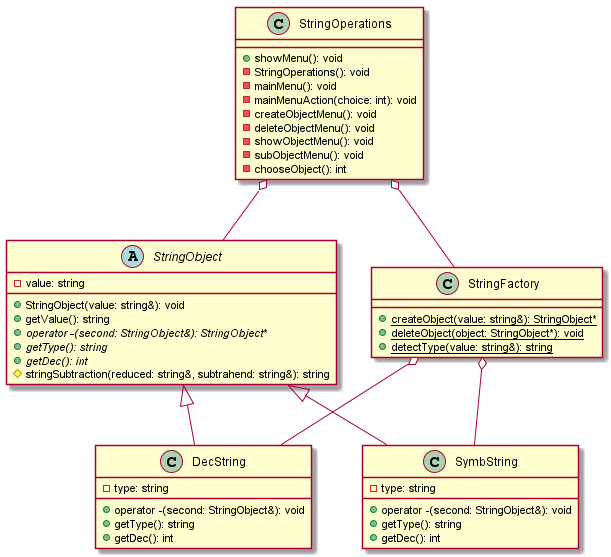 C StringOperations
showMenu(): void
StringOperations(): void
mainMenu(): void
mainMenuAction(choice: int): void
createObjectMenu(): void
deleteObjectMenu(): void
showObjectMenu(): void
subObjectMenu(): void
chooseObject(): int
A StringObject
value: string
StringObject(value: string&): void
getValue(): string
operator -(second: StringObject&): StringObject*
getType(): string
getDec(): int
stringSubtraction(reduced: string&, subtrahend: string&): string
C StringFactory
createObject(value: string&): StringObject*
deleteObject(object: StringObject*): void
detectType(value: string&): string
C DecString
type: string
operator -(second: StringObject&): void
getType(): string
getDec(): int
C SymbString
type: string
operator -(second: StringObject&): void
getType(): string
getDec(): int